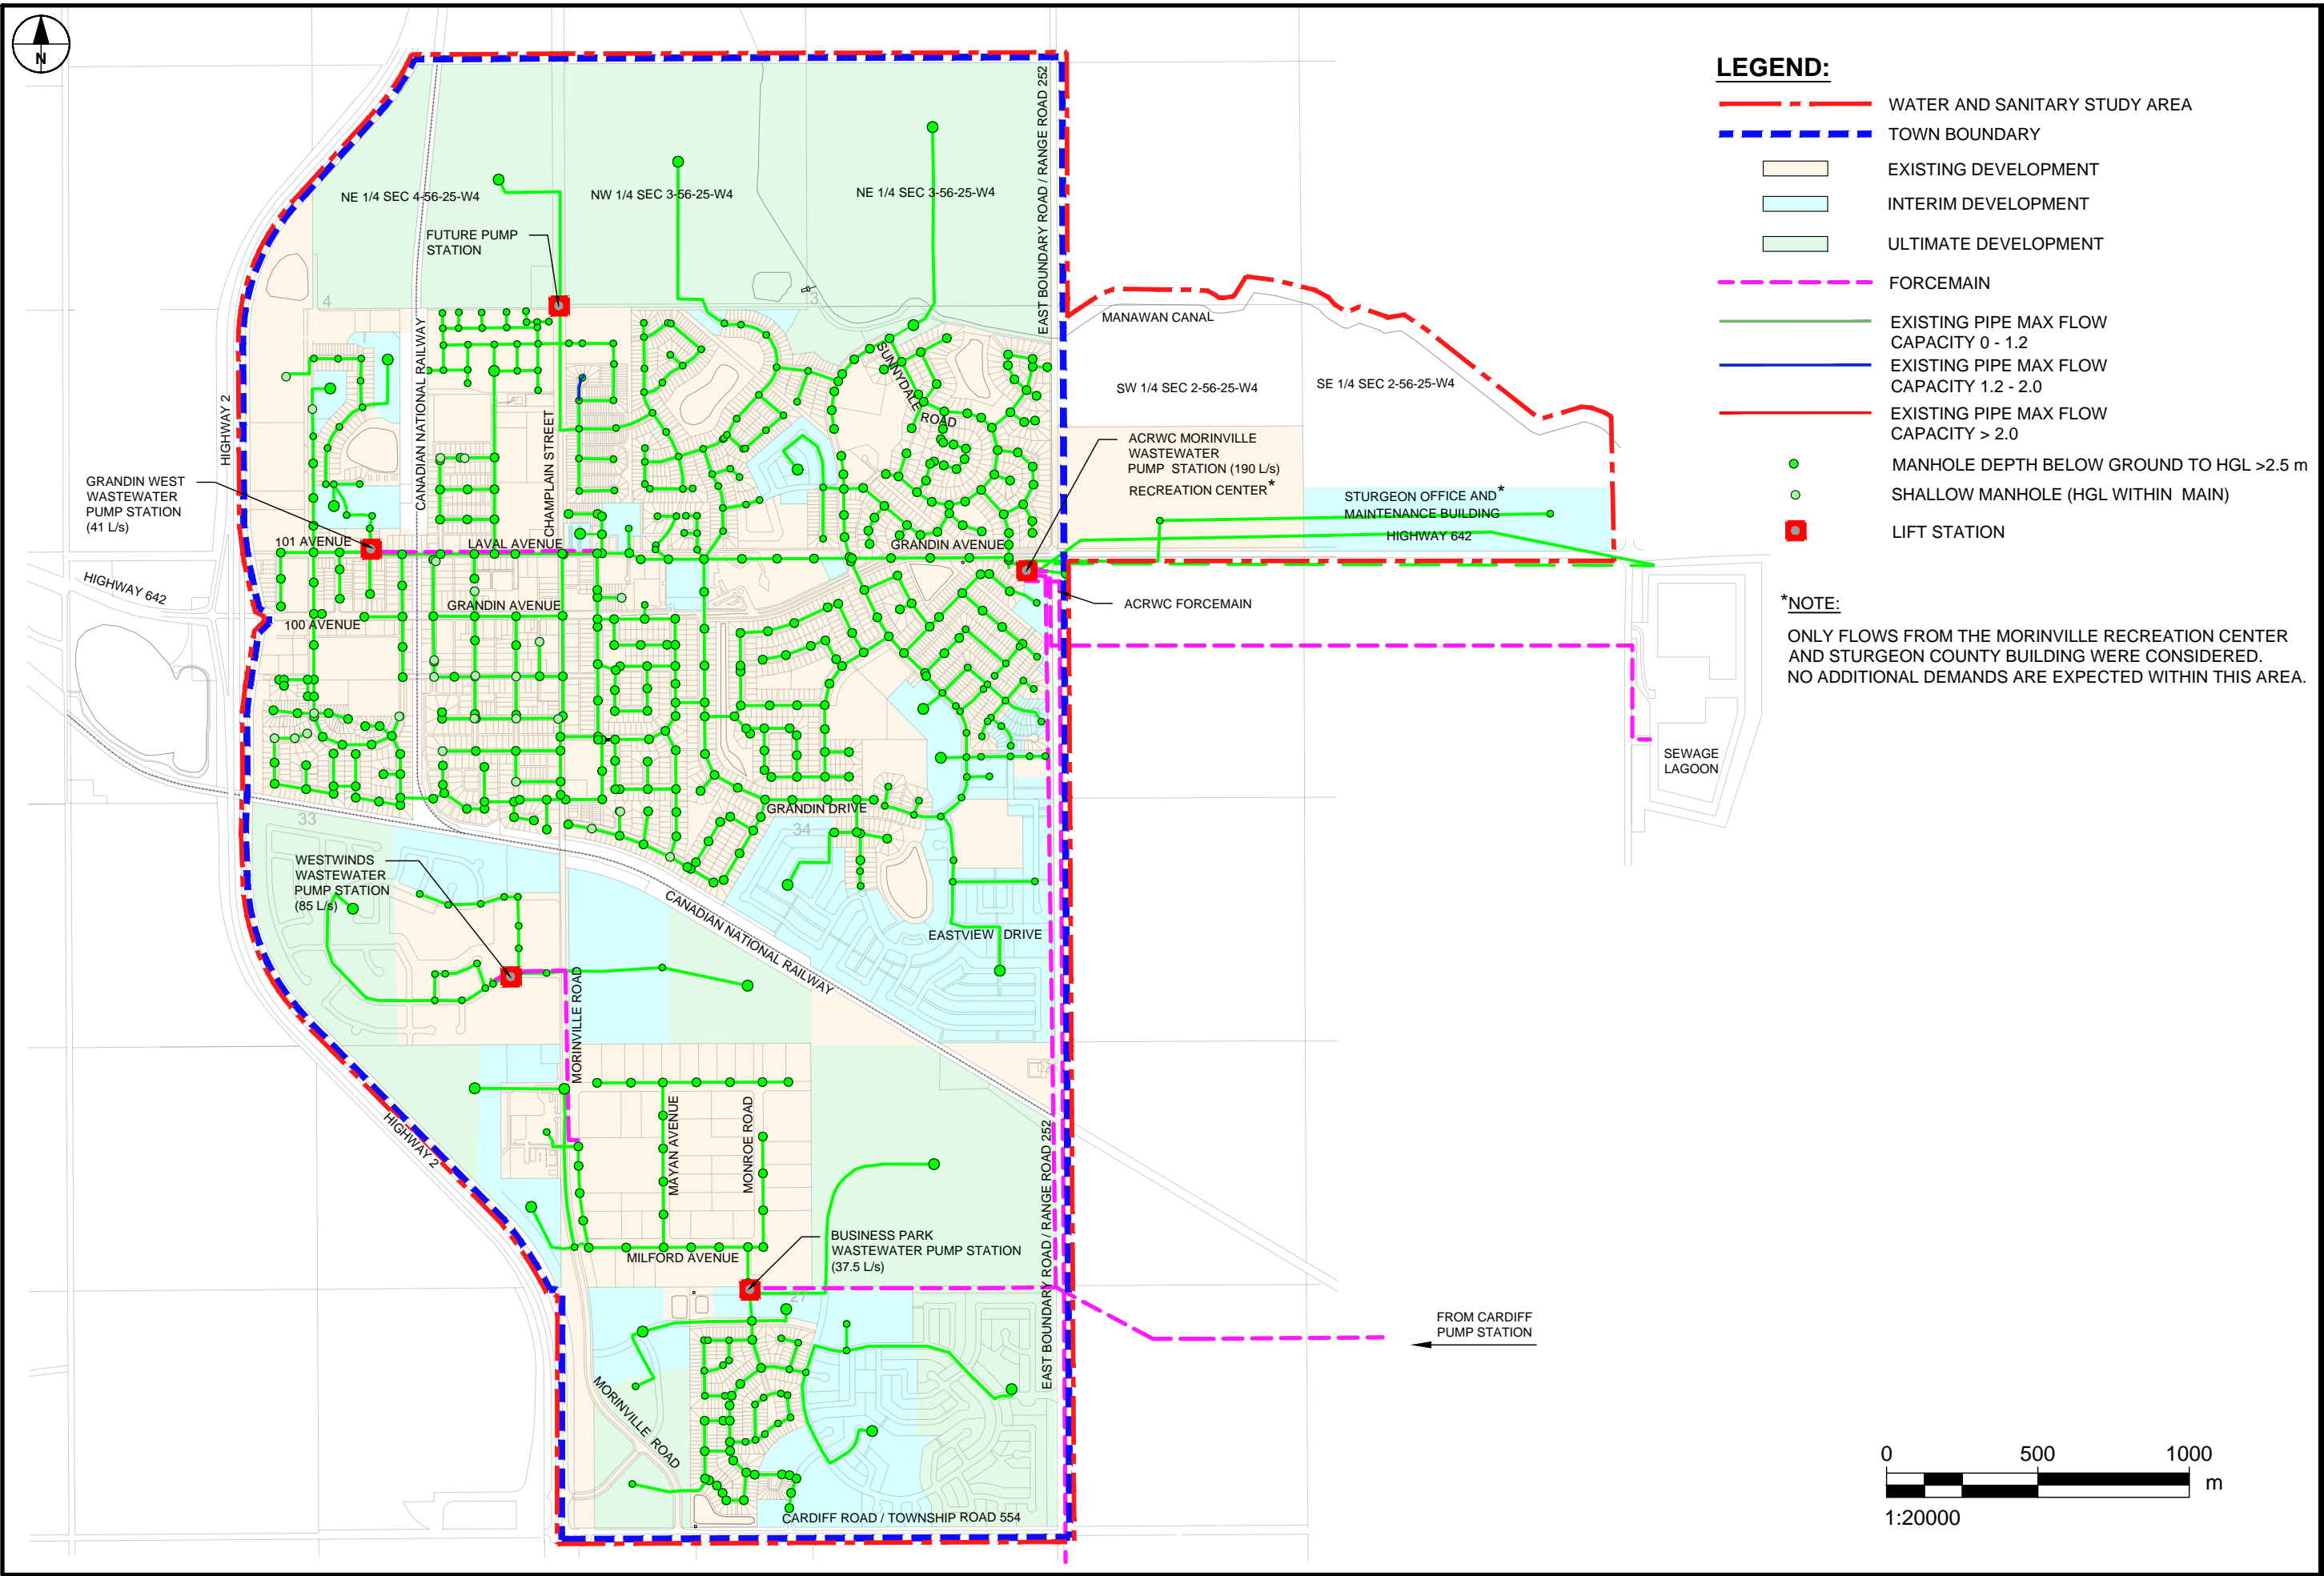 N
LEGEND:
WATER AND SANITARY STUDY AREA
TOWN BOUNDARY
EXISTING DEVELOPMENT
INTERIM DEVELOPMENT
ULTIMATE DEVELOPMENT
FORCEMAIN
EXISTING PIPE MAX FLOW
CAPACITY 0 - 1.2
EXISTING PIPE MAX FLOW
CAPACITY 1.2 - 2.0
EXISTING PIPE MAX FLOW
CAPACITY > 2.0
MANHOLE DEPTH BELOW GROUND TO HGL >2.5 m
SHALLOW MANHOLE (HGL WITHIN MAIN)
LIFT STATION
*NOTE:
ONLY FLOWS FROM THE MORINVILLE RECREATION CENTER
AND STURGEON COUNTY BUILDING WERE CONSIDERED.
NO ADDITIONAL DEMANDS ARE EXPECTED WITHIN THIS AREA.
NE 1/4 SEC 4-56-25-W4
NW 1/4 SEC 3-56-25-W4
NE 1/4 SEC 3-56-25-W4
EAST BOUNDARY ROAD / RANGE ROAD 252
FUTURE PUMP
STATION
4
3
CANADIAN NATIONAL RAILWAY
MANAWAN CANAL
SUNNYDALE
ROAD
SW 1/4 SEC 2-56-25-W4
SE 1/4 SEC 2-56-25-W4
HIGHWAY 2
CHAMPLAIN STREET
ACRWC MORINVILLE
WASTEWATER
PUMP STATION (190 L/s)
RECREATION CENTER*
GRANDIN WEST
WASTEWATER
PUMP STATION
(41 L/s)
STURGEON OFFICE AND*
MAINTENANCE BUILDING
HIGHWAY 642
101 AVENUE
LAVAL AVENUE
GRANDIN AVENUE
HIGHWAY 642
GRANDIN AVENUE
100 AVENUE
ACRWC FORCEMAIN
SEWAGE
LAGOON
GRANDIN DRIVE
33
34
WESTWINDS
WASTEWATER
PUMP STATION
(85 L/s)
CANADIAN NATIONAL RAILWAY
EASTVIEW DRIVE
MORINVILLE ROAD
HIGHWAY 2
MAYAN AVENUE
MONROE ROAD
EAST BOUNDARY ROAD / RANGE ROAD 252
BUSINESS PARK
WASTEWATER PUMP STATION
(37.5 L/s)
MILFORD AVENUE
27
FROM CARDIFF
PUMP STATION
MORINVILLE ROAD
CARDIFF ROAD / TOWNSHIP ROAD 554
0 500 1000
m
1:20000